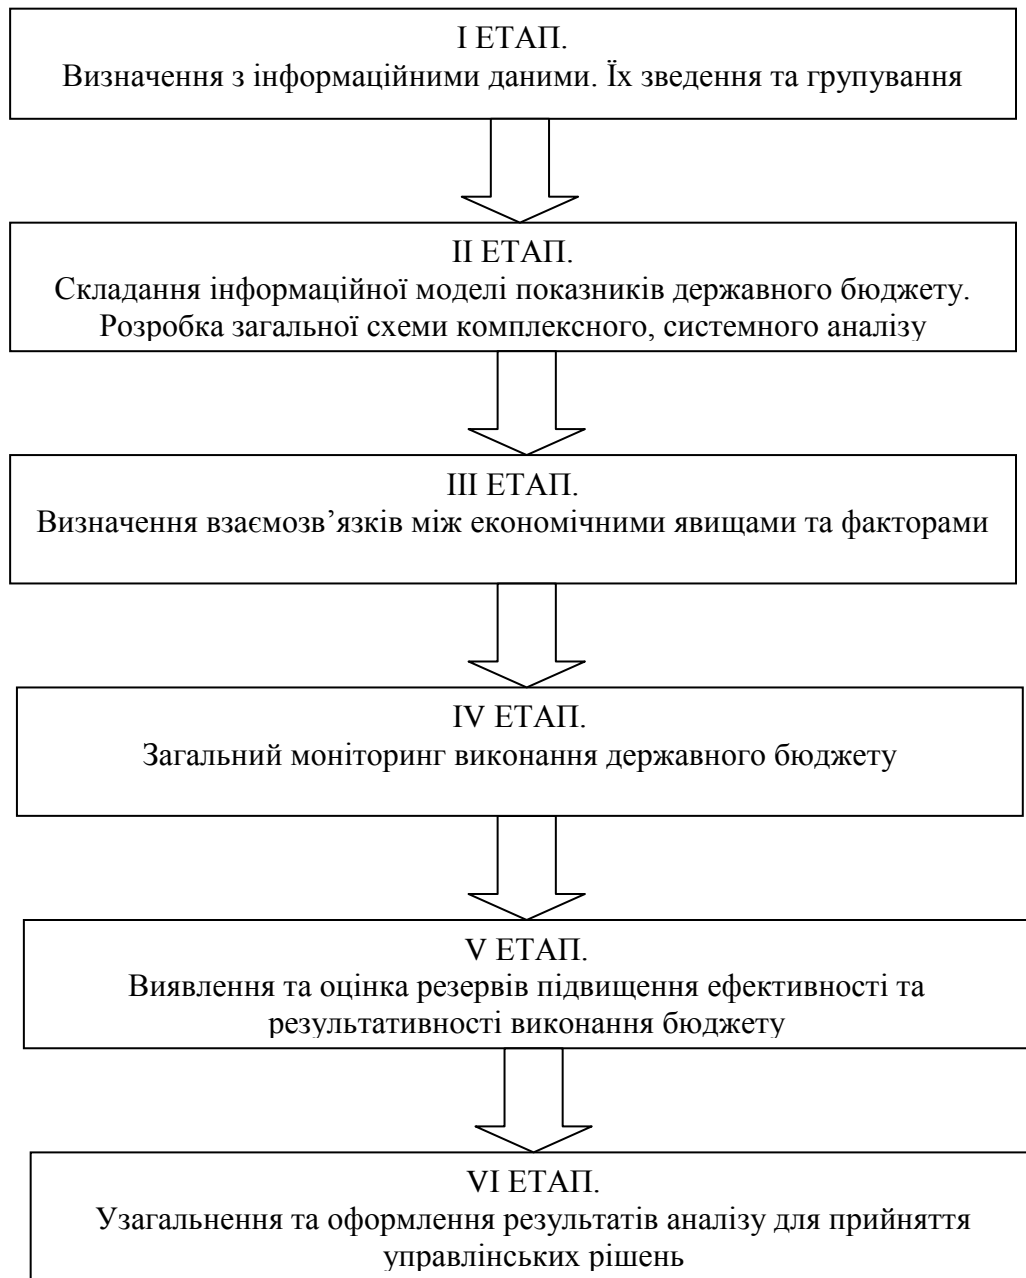 І ЕТАП.
Визначення з інформаційними даними. Їх зведення та групування
ІІ ЕТАП.
Складання інформаційної моделі показників державного бюджету.
Розробка загальної схеми комплексного, системного аналізу
ІІІ ЕТАП.
Визначення взаємозв’язків між економічними явищами та факторами
IV ЕТАП.
Загальний моніторинг виконання державного бюджету
V ЕТАП.
Виявлення та оцінка резервів підвищення ефективності та
результативності виконання бюджету
VI ЕТАП.
Узагальнення та оформлення результатів аналізу для прийняття
управлінських рішень